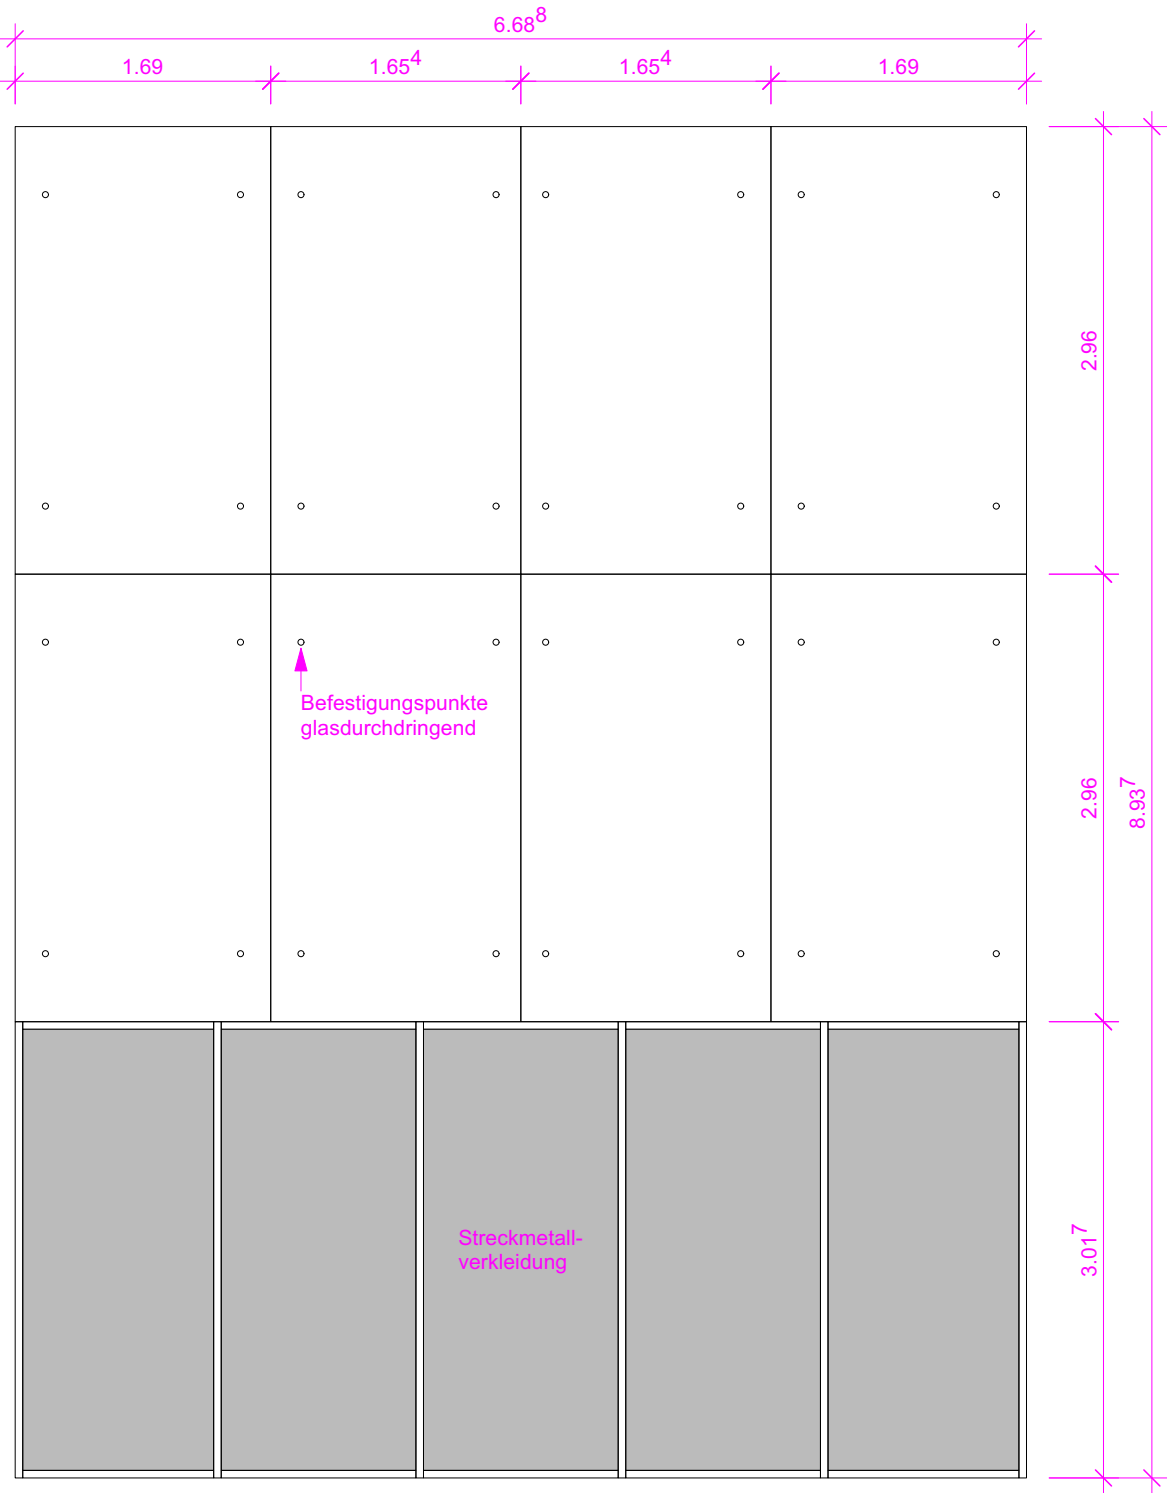 6.68⁸
1.69
1.65⁴
1.65⁴
1.69
2.96
Befestigungspunkte
glasdurchdringend
2.96
8.93⁷
Streckmetall-
verkleidung
3.01⁷